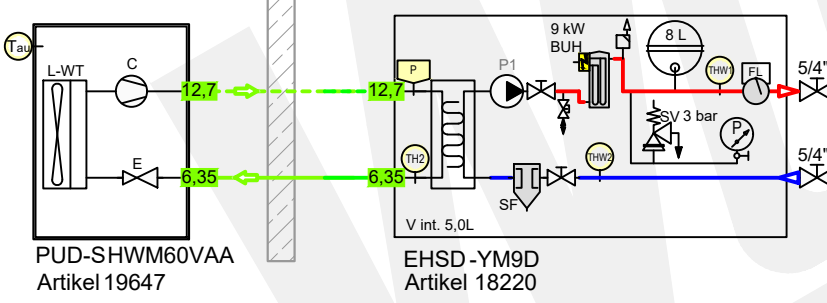 Tau
L-WT
C
E
12,7
6,35
12,7
6,35
P
TH2
P1
9 kW
BUH
8 L
THW1
FL
5/4"
SV 3 bar
P
THW2
5/4"
SF
V int. 5,0L
PUD-SHWM60VAA
Artikel 19647
EHSD-YM9D
Artikel 18220